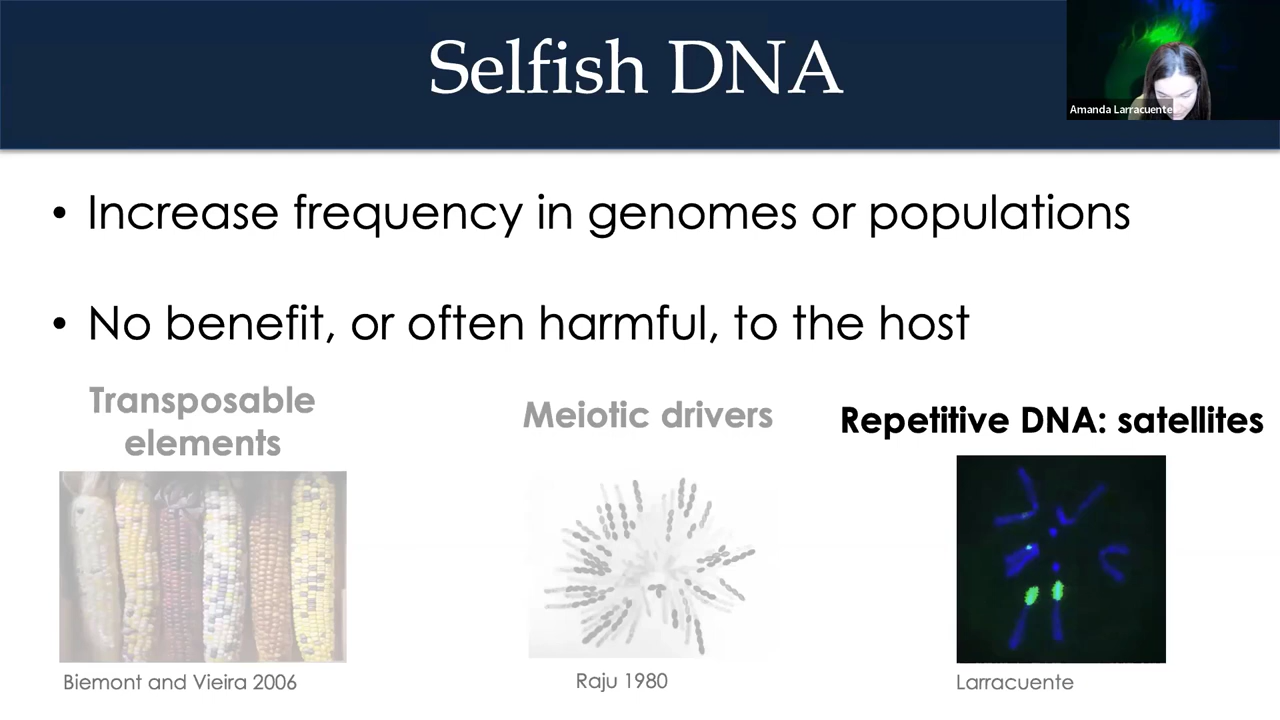 Selfish DNA
Amanda Larracuente
• Increase frequency in genomes or populations
• No benefit, or often harmful, to the host
Transposable
elements
Meiotic drivers
Repetitive DNA: satellites
Biemont and Vieira 2006
Raju 1980
Larracuente